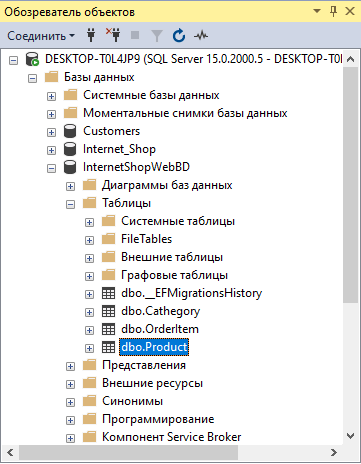 Обозреватель объектов
Соединить
DESKTOP-T0L4JP9 (SQL Server 15.0.2000.5 - DESKTOP-T0L
Базы данных
Системные базы данных
Моментальные снимки базы данных
Customers
Internet_Shop
InternetShopWebBD
Диаграммы баз данных
Таблицы
Системные таблицы
FileTables
Внешние таблицы
Графовые таблицы
dbo.__EFMigrationsHistory
dbo.Cathegory
dbo.OrderItem
dbo.Product
Представления
Внешние ресурсы
Синонимы
Программирование
Компонент Service Broker